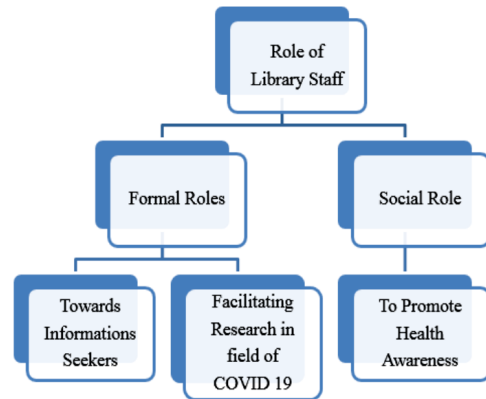 Role of
Library Staff
Formal Roles
Social Role
Towards
Informations
Seekers
Facilitating
Research in
field of
COVID 19
To Promote
Health
Awareness